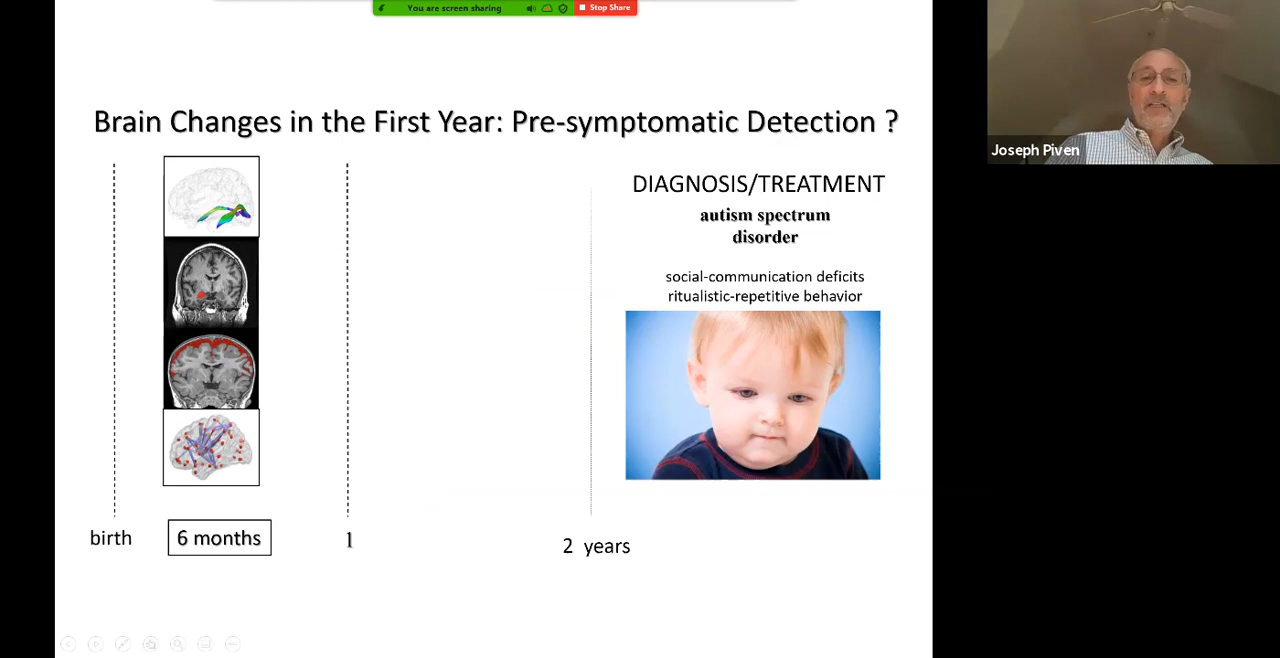 You are screen sharing
Stop Share
Brain Changes in the First Year: Pre-symptomatic Detection ?
Joseph Piven
DIAGNOSIS/TREATMENT
autism spectrum
disorder
social-communication deficits
ritualistic-repetitive behavior
birth
6 months
1
2 years